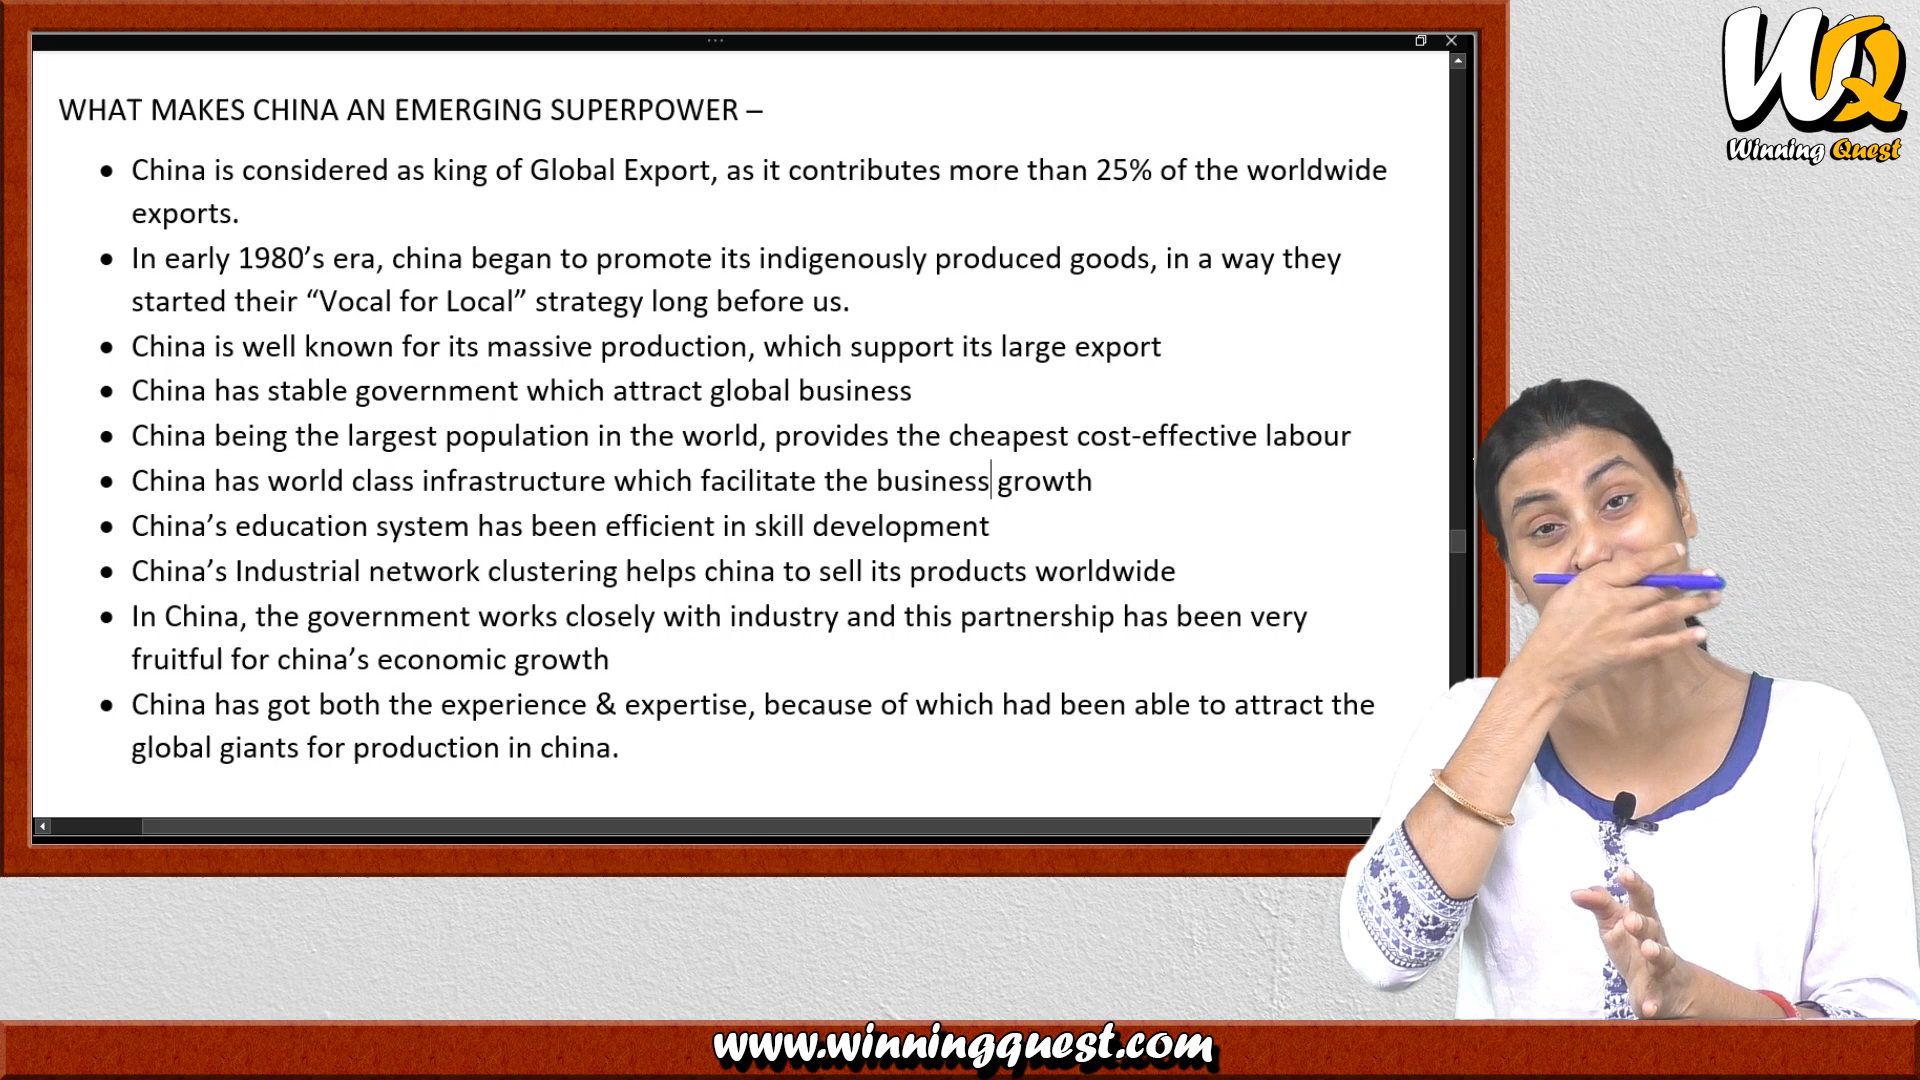 WHAT MAKES CHINA AN EMERGING SUPERPOWER –
• China is considered as king of Global Export, as it contributes more than 25% of the worldwide
exports.
• In early 1980’s era, china began to promote its indigenously produced goods, in a way they
started their “Vocal for Local” strategy long before us.
• China is well known for its massive production, which support its large export
• China has stable government which attract global business
• China being the largest population in the world, provides the cheapest cost-effective labour
• China has world class infrastructure which facilitate the business growth
• China’s education system has been efficient in skill development
• China’s Industrial network clustering helps china to sell its products worldwide
• In China, the government works closely with industry and this partnership has been very
fruitful for china’s economic growth
• China has got both the experience & expertise, because of which had been able to attract the
global giants for production in china.
WQ
Winning Quest
www.winningquest.com